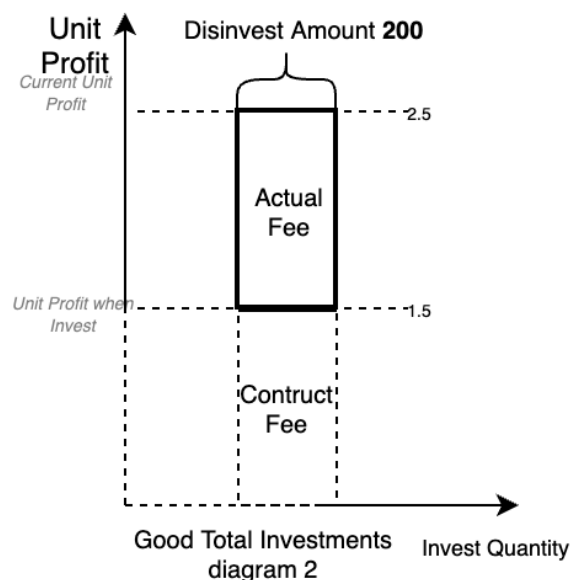 Unit
Profit
Disinvest Amount 200
Current Unit
Profit
2.5
Actual
Fee
Unit Profit when
Invest
1.5
Contruct
Fee
Good Total Investments
diagram 2
Invest Quantity